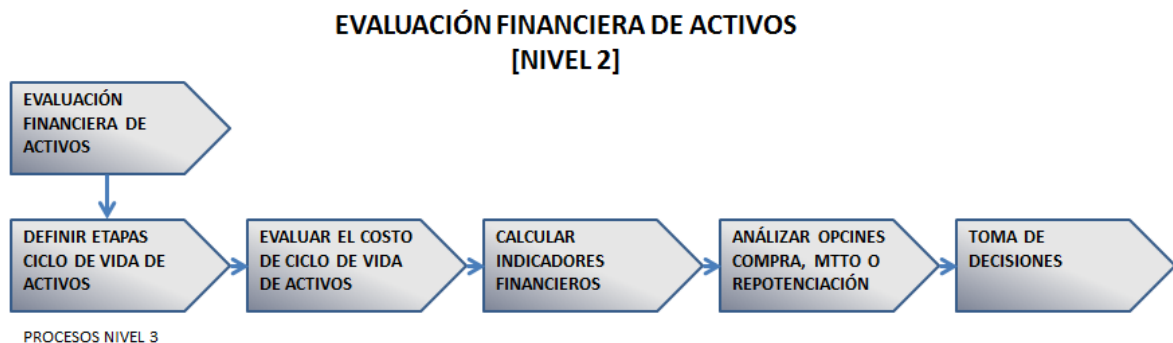 EVALUACIÓN FINANCIERA DE ACTIVOS
[NIVEL 2]
EVALUACIÓN
FINANCIERA DE
ACTIVOS
DEFINIR ETAPAS
CICLO DE VIDA DE
ACTIVOS
EVALUAR EL COSTO
DE CICLO DE VIDA
DE ACTIVOS
CALCULAR
INDICADORES
FINANCIEROS
ANÁLIZAR OPCINES
COMPRA, MTTO O
REPOTENCIACIÓN
TOMA DE
DECISIONES
PROCESOS NIVEL 3